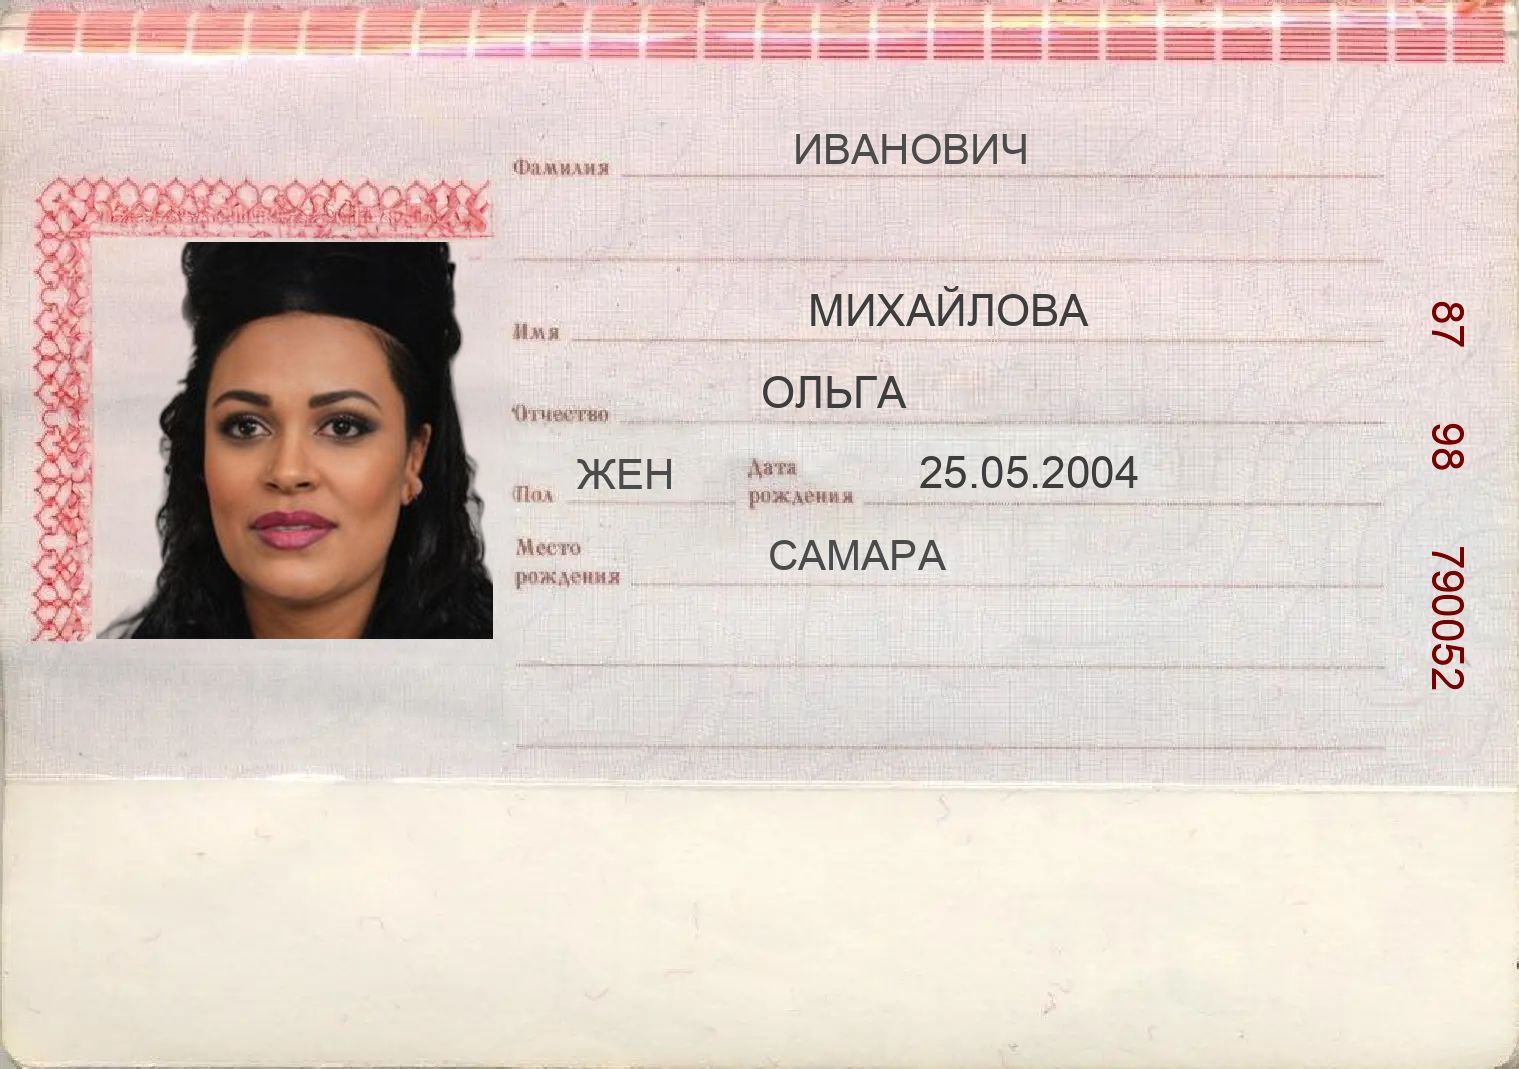 Фамилия ИВАНОВИЧ
Имя МИХАЙЛОВА
Отчество ОЛЬГА
Пол ЖЕН Дата рождения 25.05.2004
Место рождения САМАРА
87 98 790052